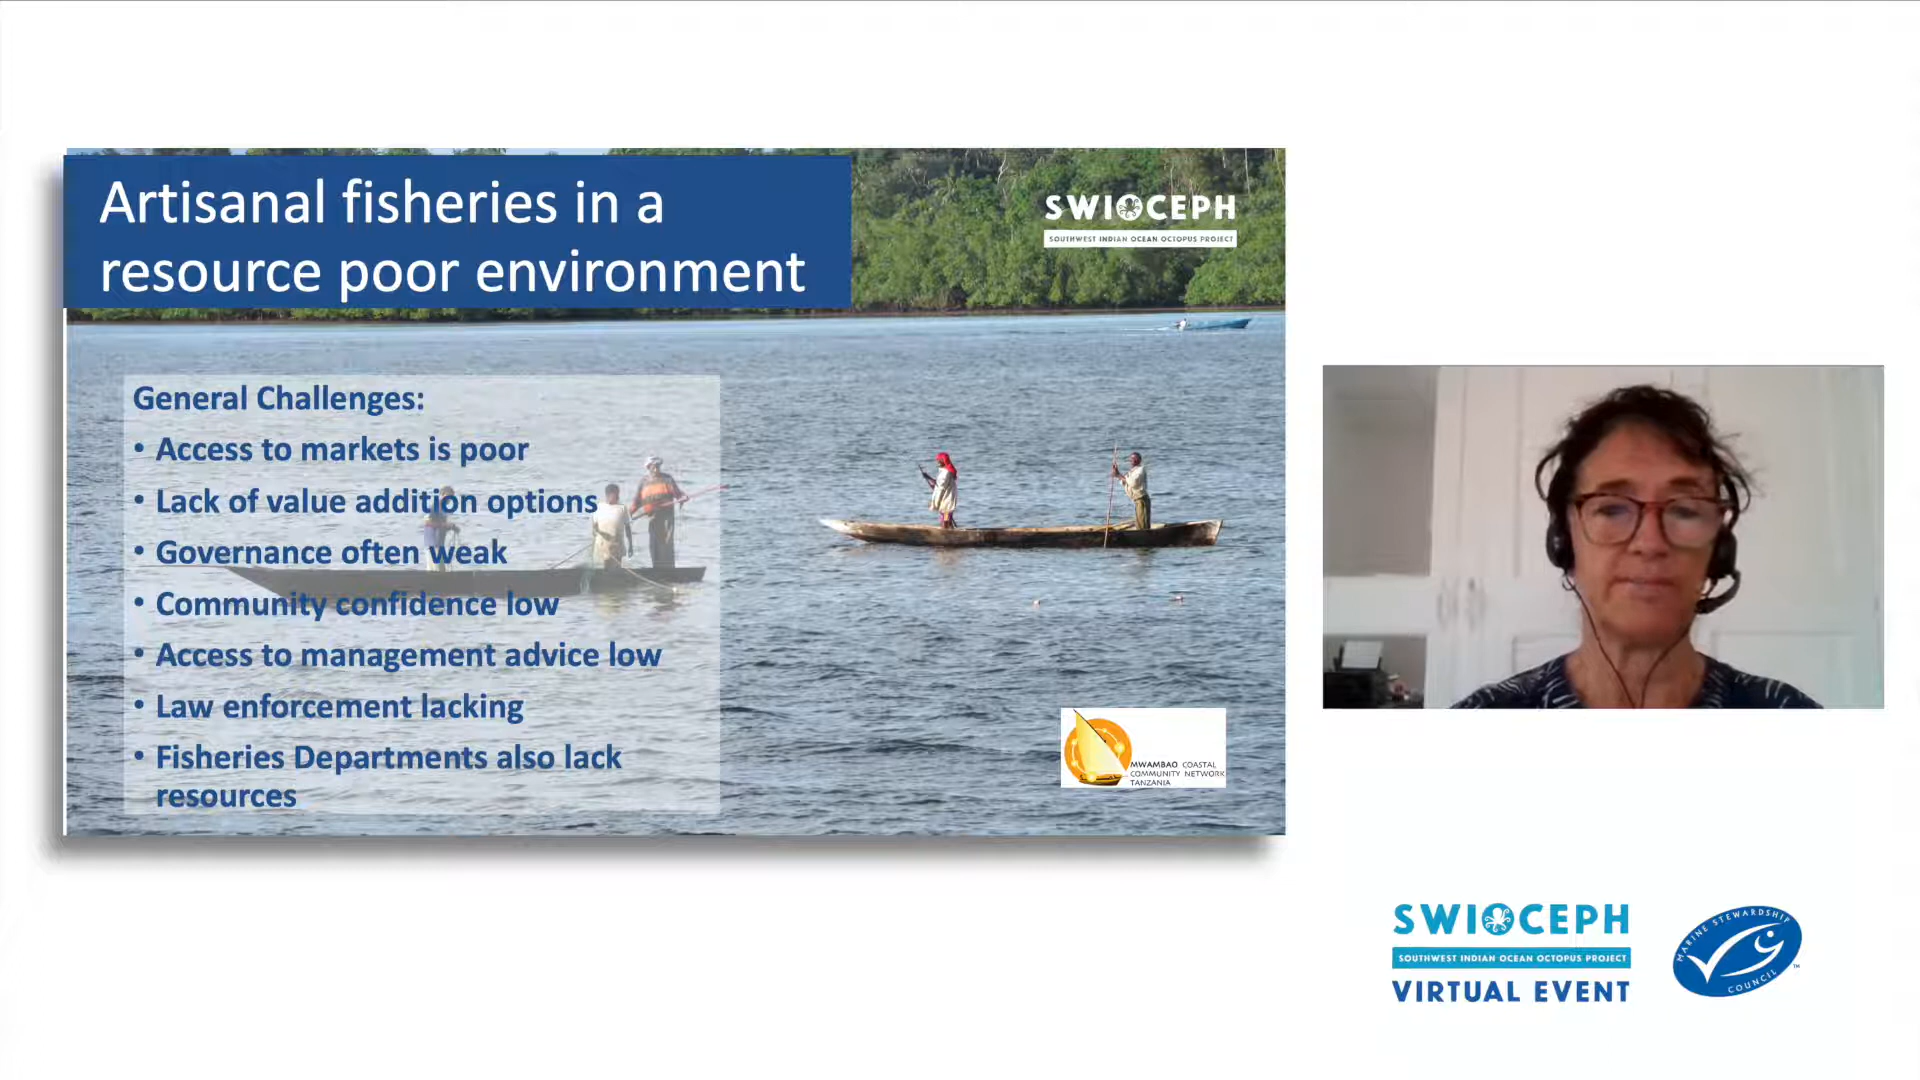 Artisanal fisheries in a
resource poor environment
SWIOCEPH
SOUTHWEST INDIAN OCEAN OCTOPUS PROJECT
General Challenges:
• Access to markets is poor
• Lack of value addition options
• Governance often weak
• Community confidence low
• Access to management advice low
• Law enforcement lacking
• Fisheries Departments also lack
resources
MWAMBAO COASTAL
COMMUNITY NETWORK
TANZANIA
SWIOCEPH
SOUTHWEST INDIAN OCEAN OCTOPUS PROJECT
VIRTUAL EVENT
MARINE STEWARDSHIP
COUNCIL
TM